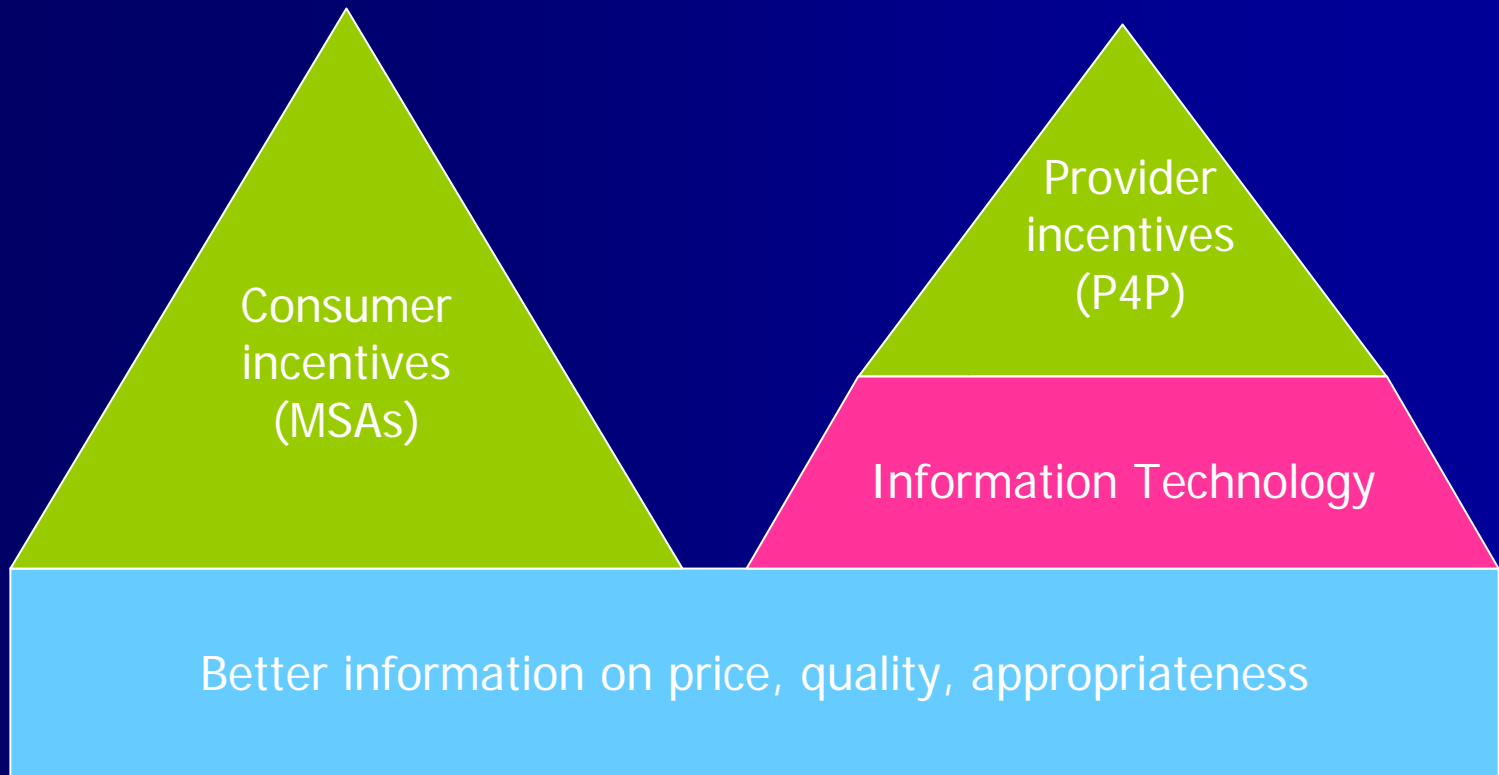 Consumer
incentives
(MSAs)
Provider
incentives
(P4P)
Information Technology
Better information on price, quality, appropriateness